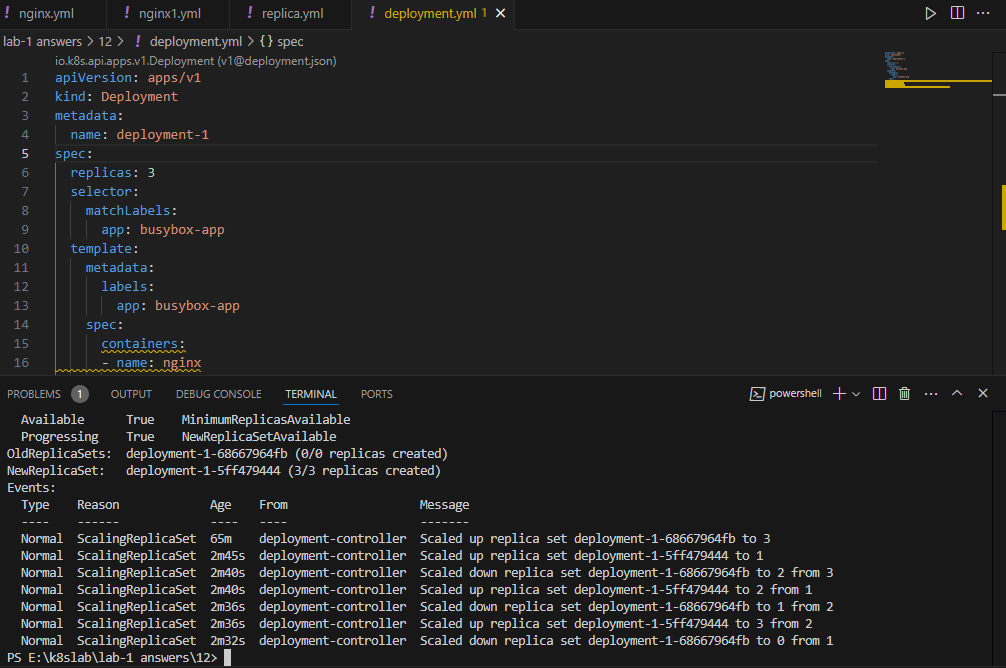 ! nginx.yml ! nginx1.yml ! replica.yml ! deployment.yml 1
lab-1 answers > 12 > ! deployment.yml > {} spec
io.k8s.api.apps.v1.Deployment (v1@deployment.json)
1 apiVersion: apps/v1
2 kind: Deployment
3 metadata:
4 name: deployment-1
5 spec:
6 replicas: 3
7 selector:
8 matchLabels:
9 app: busybox-app
10 template:
11 metadata:
12 labels:
13 app: busybox-app
14 spec:
15 containers:
16 - name: nginx
PROBLEMS 1 OUTPUT DEBUG CONSOLE TERMINAL PORTS powershell
Available True MinimumReplicasAvailable
Progressing True NewReplicaSetAvailable
OldReplicaSets: deployment-1-68667964fb (0/0 replicas created)
NewReplicaSet: deployment-1-5ff479444 (3/3 replicas created)
Events:
Type Reason Age From Message
---- ------ ---- ---- -------
Normal ScalingReplicaSet 65m deployment-controller Scaled up replica set deployment-1-68667964fb to 3
Normal ScalingReplicaSet 2m45s deployment-controller Scaled up replica set deployment-1-5ff479444 to 1
Normal ScalingReplicaSet 2m40s deployment-controller Scaled down replica set deployment-1-68667964fb to 2 from 3
Normal ScalingReplicaSet 2m40s deployment-controller Scaled up replica set deployment-1-5ff479444 to 2 from 1
Normal ScalingReplicaSet 2m36s deployment-controller Scaled down replica set deployment-1-68667964fb to 1 from 2
Normal ScalingReplicaSet 2m36s deployment-controller Scaled up replica set deployment-1-5ff479444 to 3 from 2
Normal ScalingReplicaSet 2m32s deployment-controller Scaled down replica set deployment-1-68667964fb to 0 from 1
PS E:\k8slab\lab-1 answers\12>